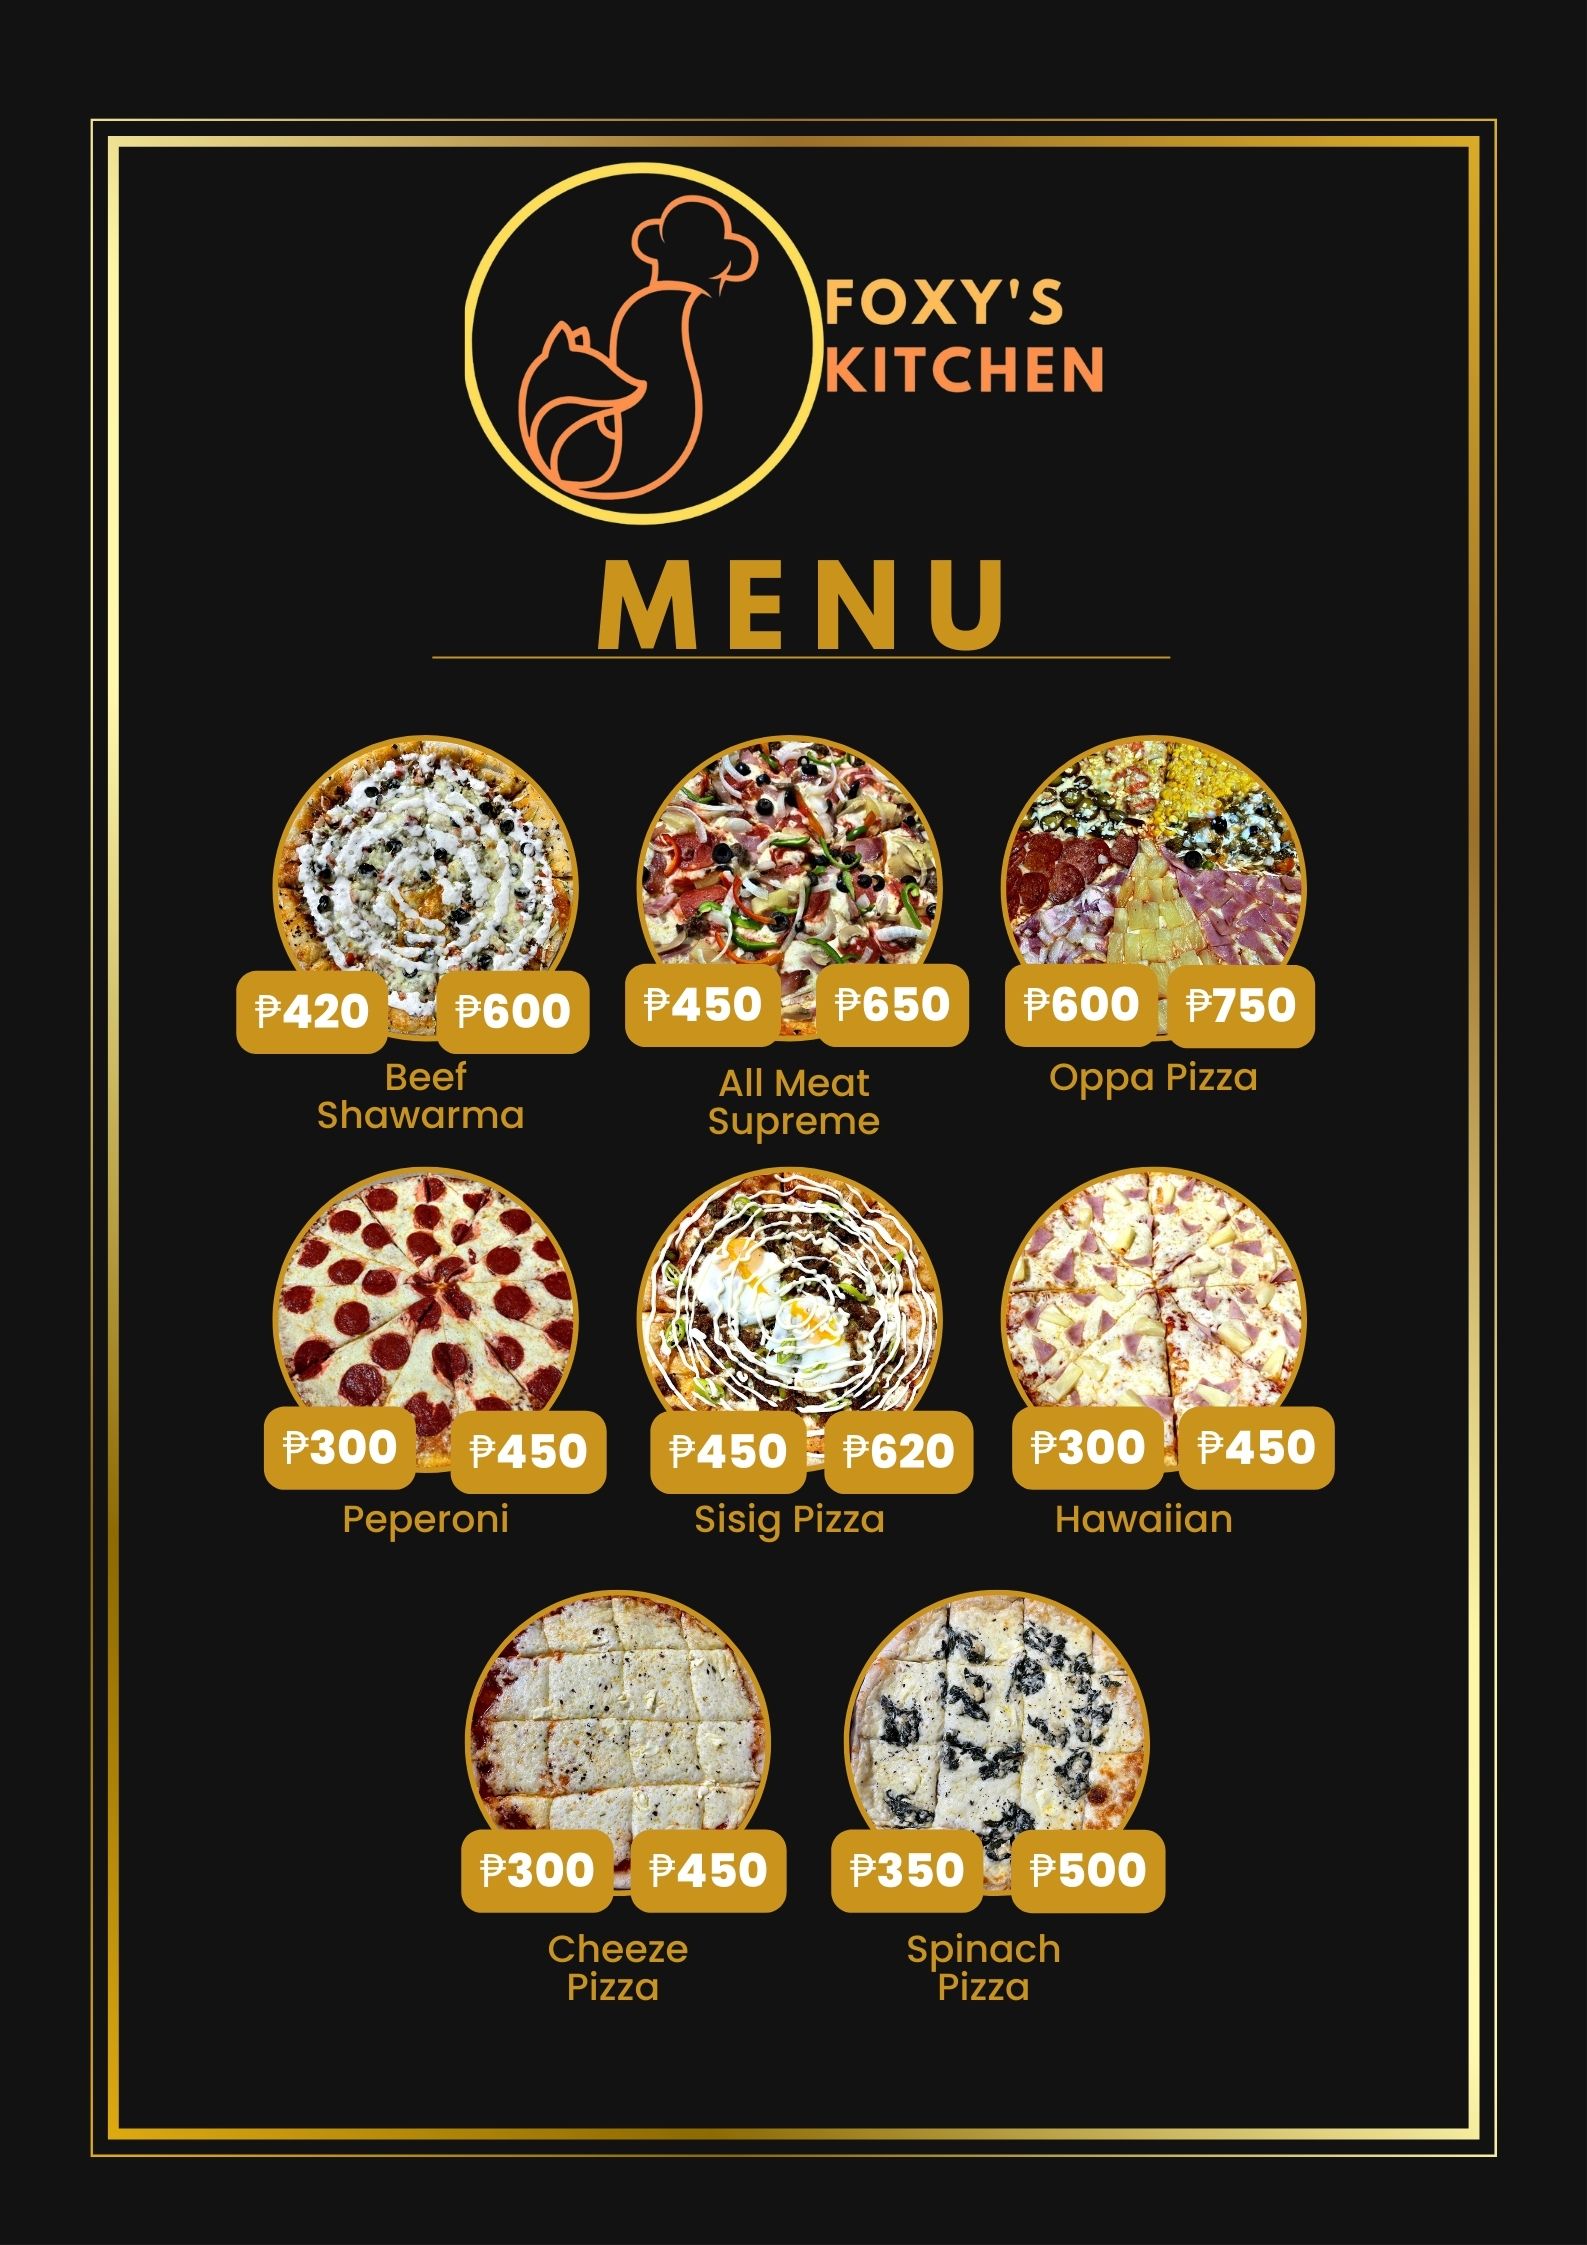 FOXY'S
KITCHEN
MENU
₱420 ₱600
Beef
Shawarma
₱450 ₱650
All Meat
Supreme
₱600 ₱750
Oppa Pizza
₱300 ₱450
Peperoni
₱450 ₱620
Sisig Pizza
₱300 ₱450
Hawaiian
₱300 ₱450
Cheeze
Pizza
₱350 ₱500
Spinach
Pizza